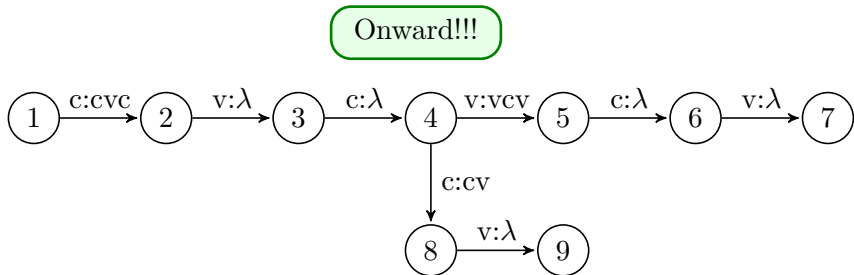 Onward!!!
c:cvc v:λ c:λ v:vcv c:λ v:λ
1 2 3 4 5 6 7
c:cv
v:λ
8 9